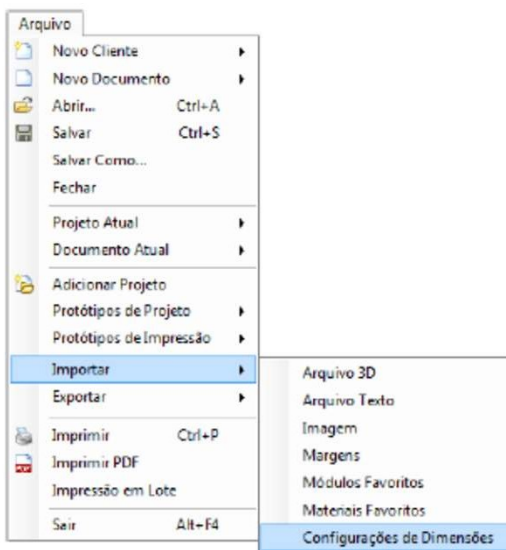 Arquivo
Novo Cliente
Novo Documento
Abrir... Ctrl+A
Salvar Ctrl+S
Salvar Como...
Fechar
Projeto Atual
Documento Atual
Adicionar Projeto
Protótipos de Projeto
Protótipos de Impressão
Importar
Exportar
Imprimir Ctrl+P
Imprimir PDF
Impressão em Lote
Sair Alt+F4
Arquivo 3D
Arquivo Texto
Imagem
Margens
Módulos Favoritos
Materiais Favoritos
Configurações de Dimensões